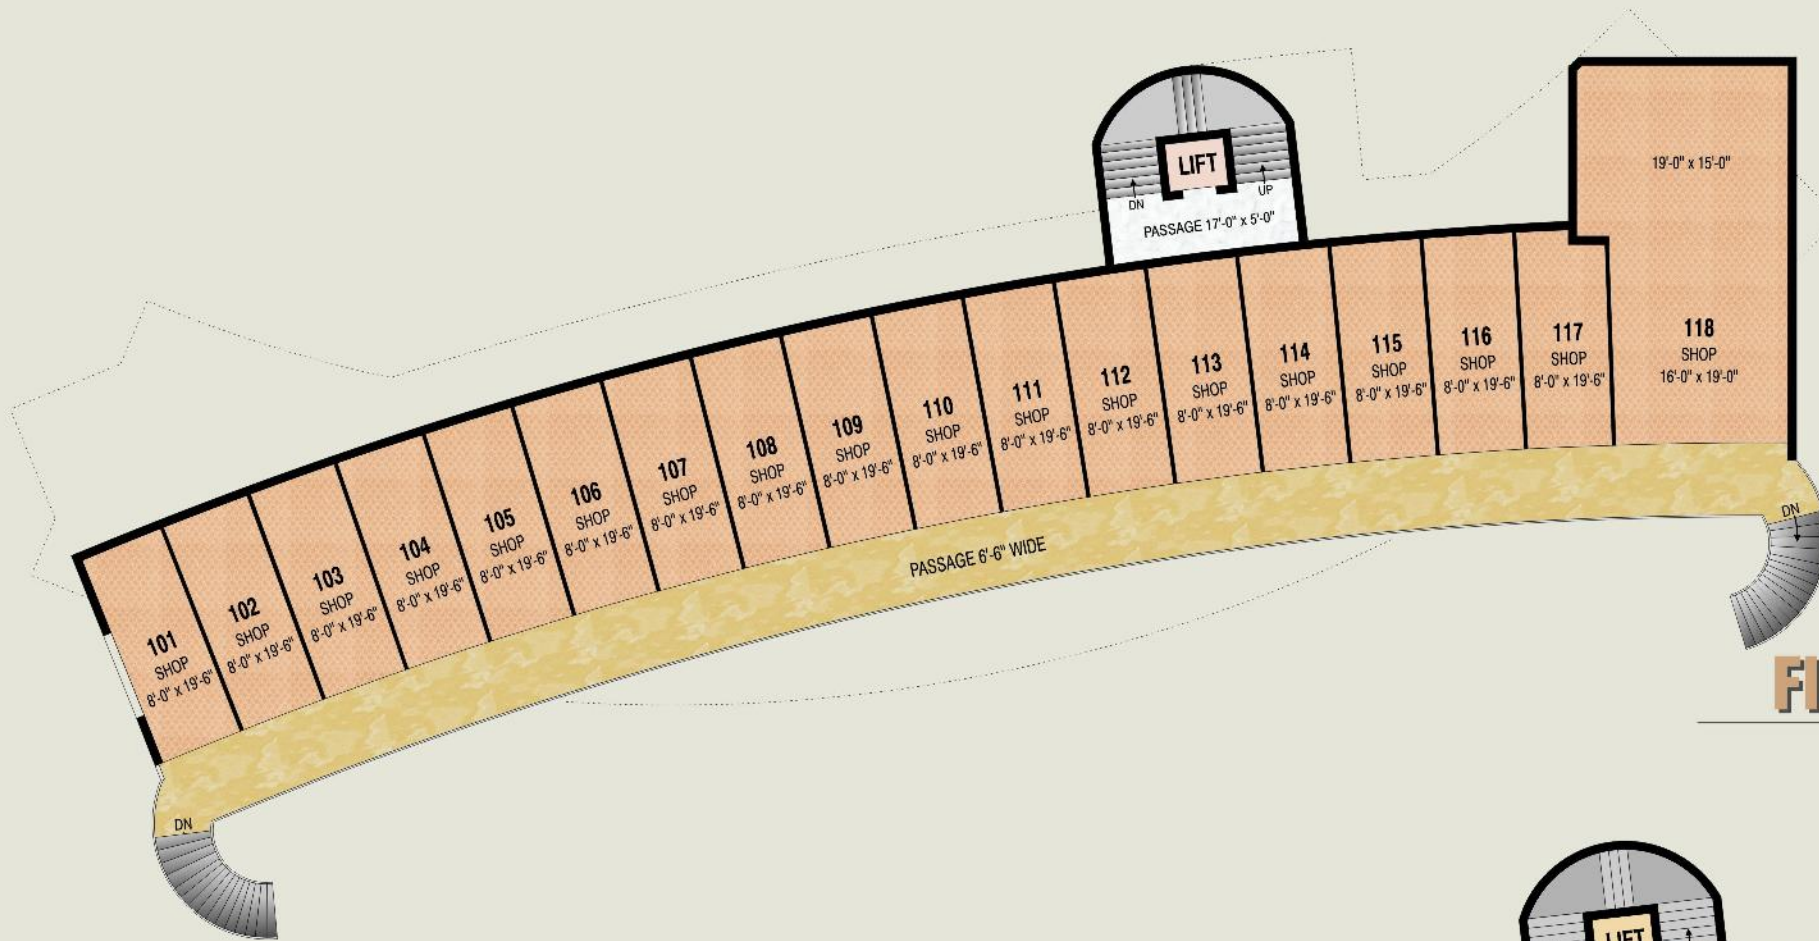 LIFT
DN
UP
PASSAGE 17'-0" x 5'-0"
19'-0" x 15'-0"
101
SHOP
8'-0" x 19'-6"
102
SHOP
8'-0" x 19'-6"
103
SHOP
8'-0" x 19'-6"
104
SHOP
8'-0" x 19'-6"
105
SHOP
8'-0" x 19'-6"
106
SHOP
8'-0" x 19'-6"
107
SHOP
8'-0" x 19'-6"
108
SHOP
8'-0" x 19'-6"
109
SHOP
8'-0" x 19'-6"
110
SHOP
8'-0" x 19'-6"
111
SHOP
8'-0" x 19'-6"
112
SHOP
8'-0" x 19'-6"
113
SHOP
8'-0" x 19'-6"
114
SHOP
8'-0" x 19'-6"
115
SHOP
8'-0" x 19'-6"
116
SHOP
8'-0" x 19'-6"
117
SHOP
8'-0" x 19'-6"
118
SHOP
16'-0" x 19'-0"
PASSAGE 6'-6" WIDE
DN
DN
LIFT